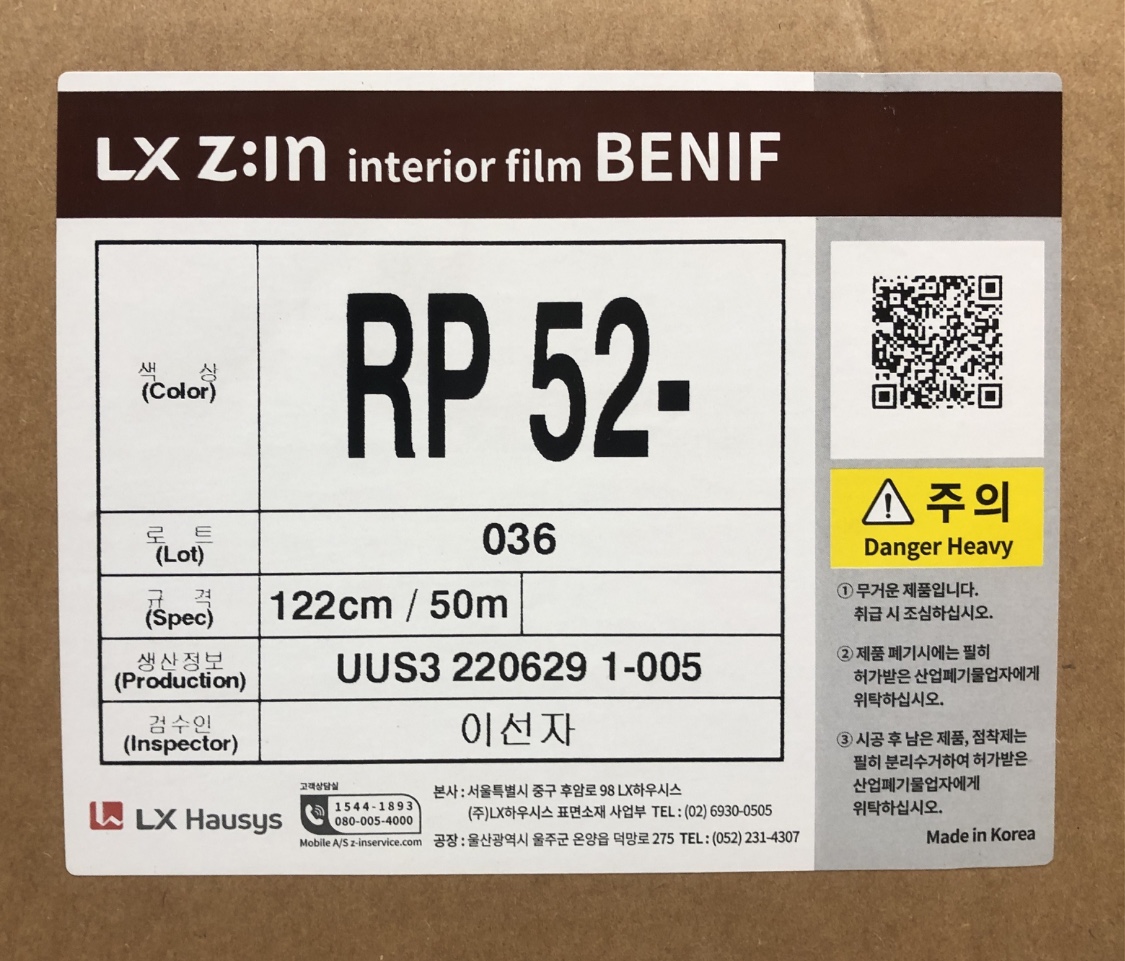 LX Z:IN interior film BENIF
색 상
(Color)
RP 52-
로 트
(Lot)
036
규 격
(Spec)
122cm / 50m
생산정보
(Production)
UUS3 220629 1-005
검수인
(Inspector)
이선자
주의
Danger Heavy
① 무거운 제품입니다.
취급 시 조심하십시오.
② 제품 폐기시에는 필히
허가받은 산업폐기물업자에게
위탁하십시오.
③ 시공 후 남은 제품, 점착제는
필히 분리수거하여 허가받은
산업폐기물업자에게
위탁하십시오.
Made in Korea
LX Hausys
고객상담실
1544-1893
080-005-4000
Mobile A/S z-inservice.com
본사 : 서울특별시 중구 후암로 98 LX하우시스
(주)LX하우시스 표면소재 사업부 TEL : (02) 6930-0505
공장 : 울산광역시 울주군 온양읍 덕망로 275 TEL : (052) 231-4307